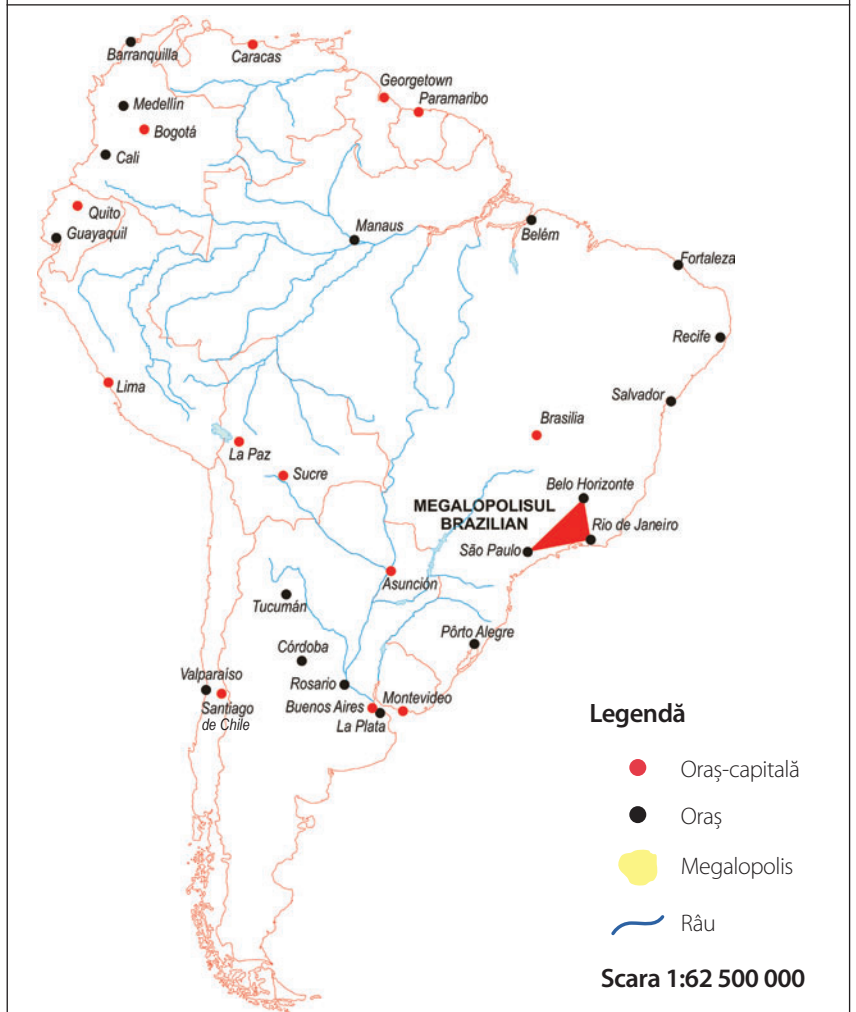 Barranquilla
Caracas
Georgetown
Paramaribo
Medellín
Bogotá
Cali
Quito
Guayaquil
Manaus
Belém
Fortaleza
Recife
Lima
Salvador
Brasilia
La Paz
Sucre
Belo Horizonte
MEGALOPOLISUL
BRAZILIAN
Rio de Janeiro
São Paulo
Asunción
Tucumán
Pôrto Alegre
Córdoba
Valparaíso
Rosario
Santiago
de Chile
Buenos Aires
Montevideo
La Plata
Legendă
Oraș-capitală
Oraș
Megalopolis
Râu
Scara 1:62 500 000